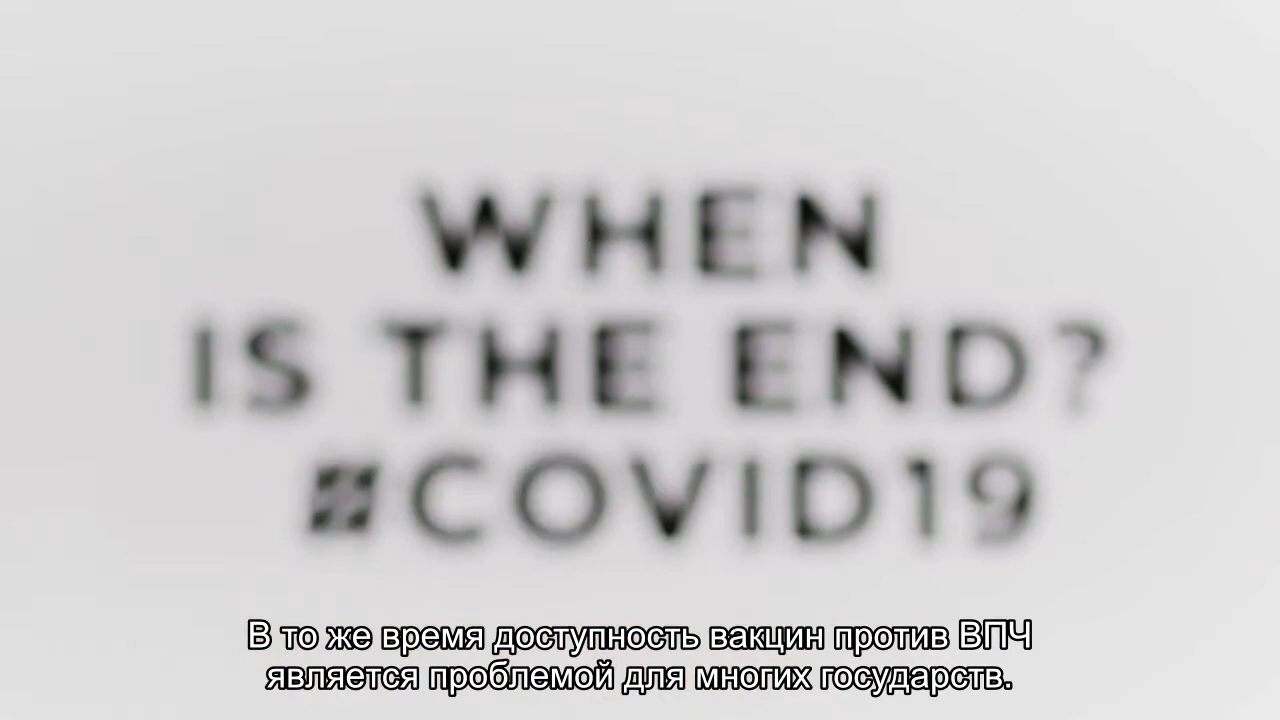 WHEN
IS THE END?
#COVID19
В то же время доступность вакцин против ВПЧ
является проблемой для многих государств.